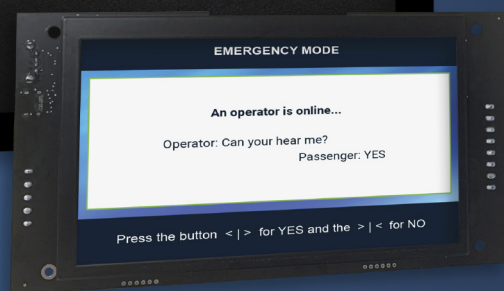 EMERGENCY MODE
An operator is online...
Operator: Can your hear me?
Passenger: YES
Press the button < | > for YES and the > | < for NO